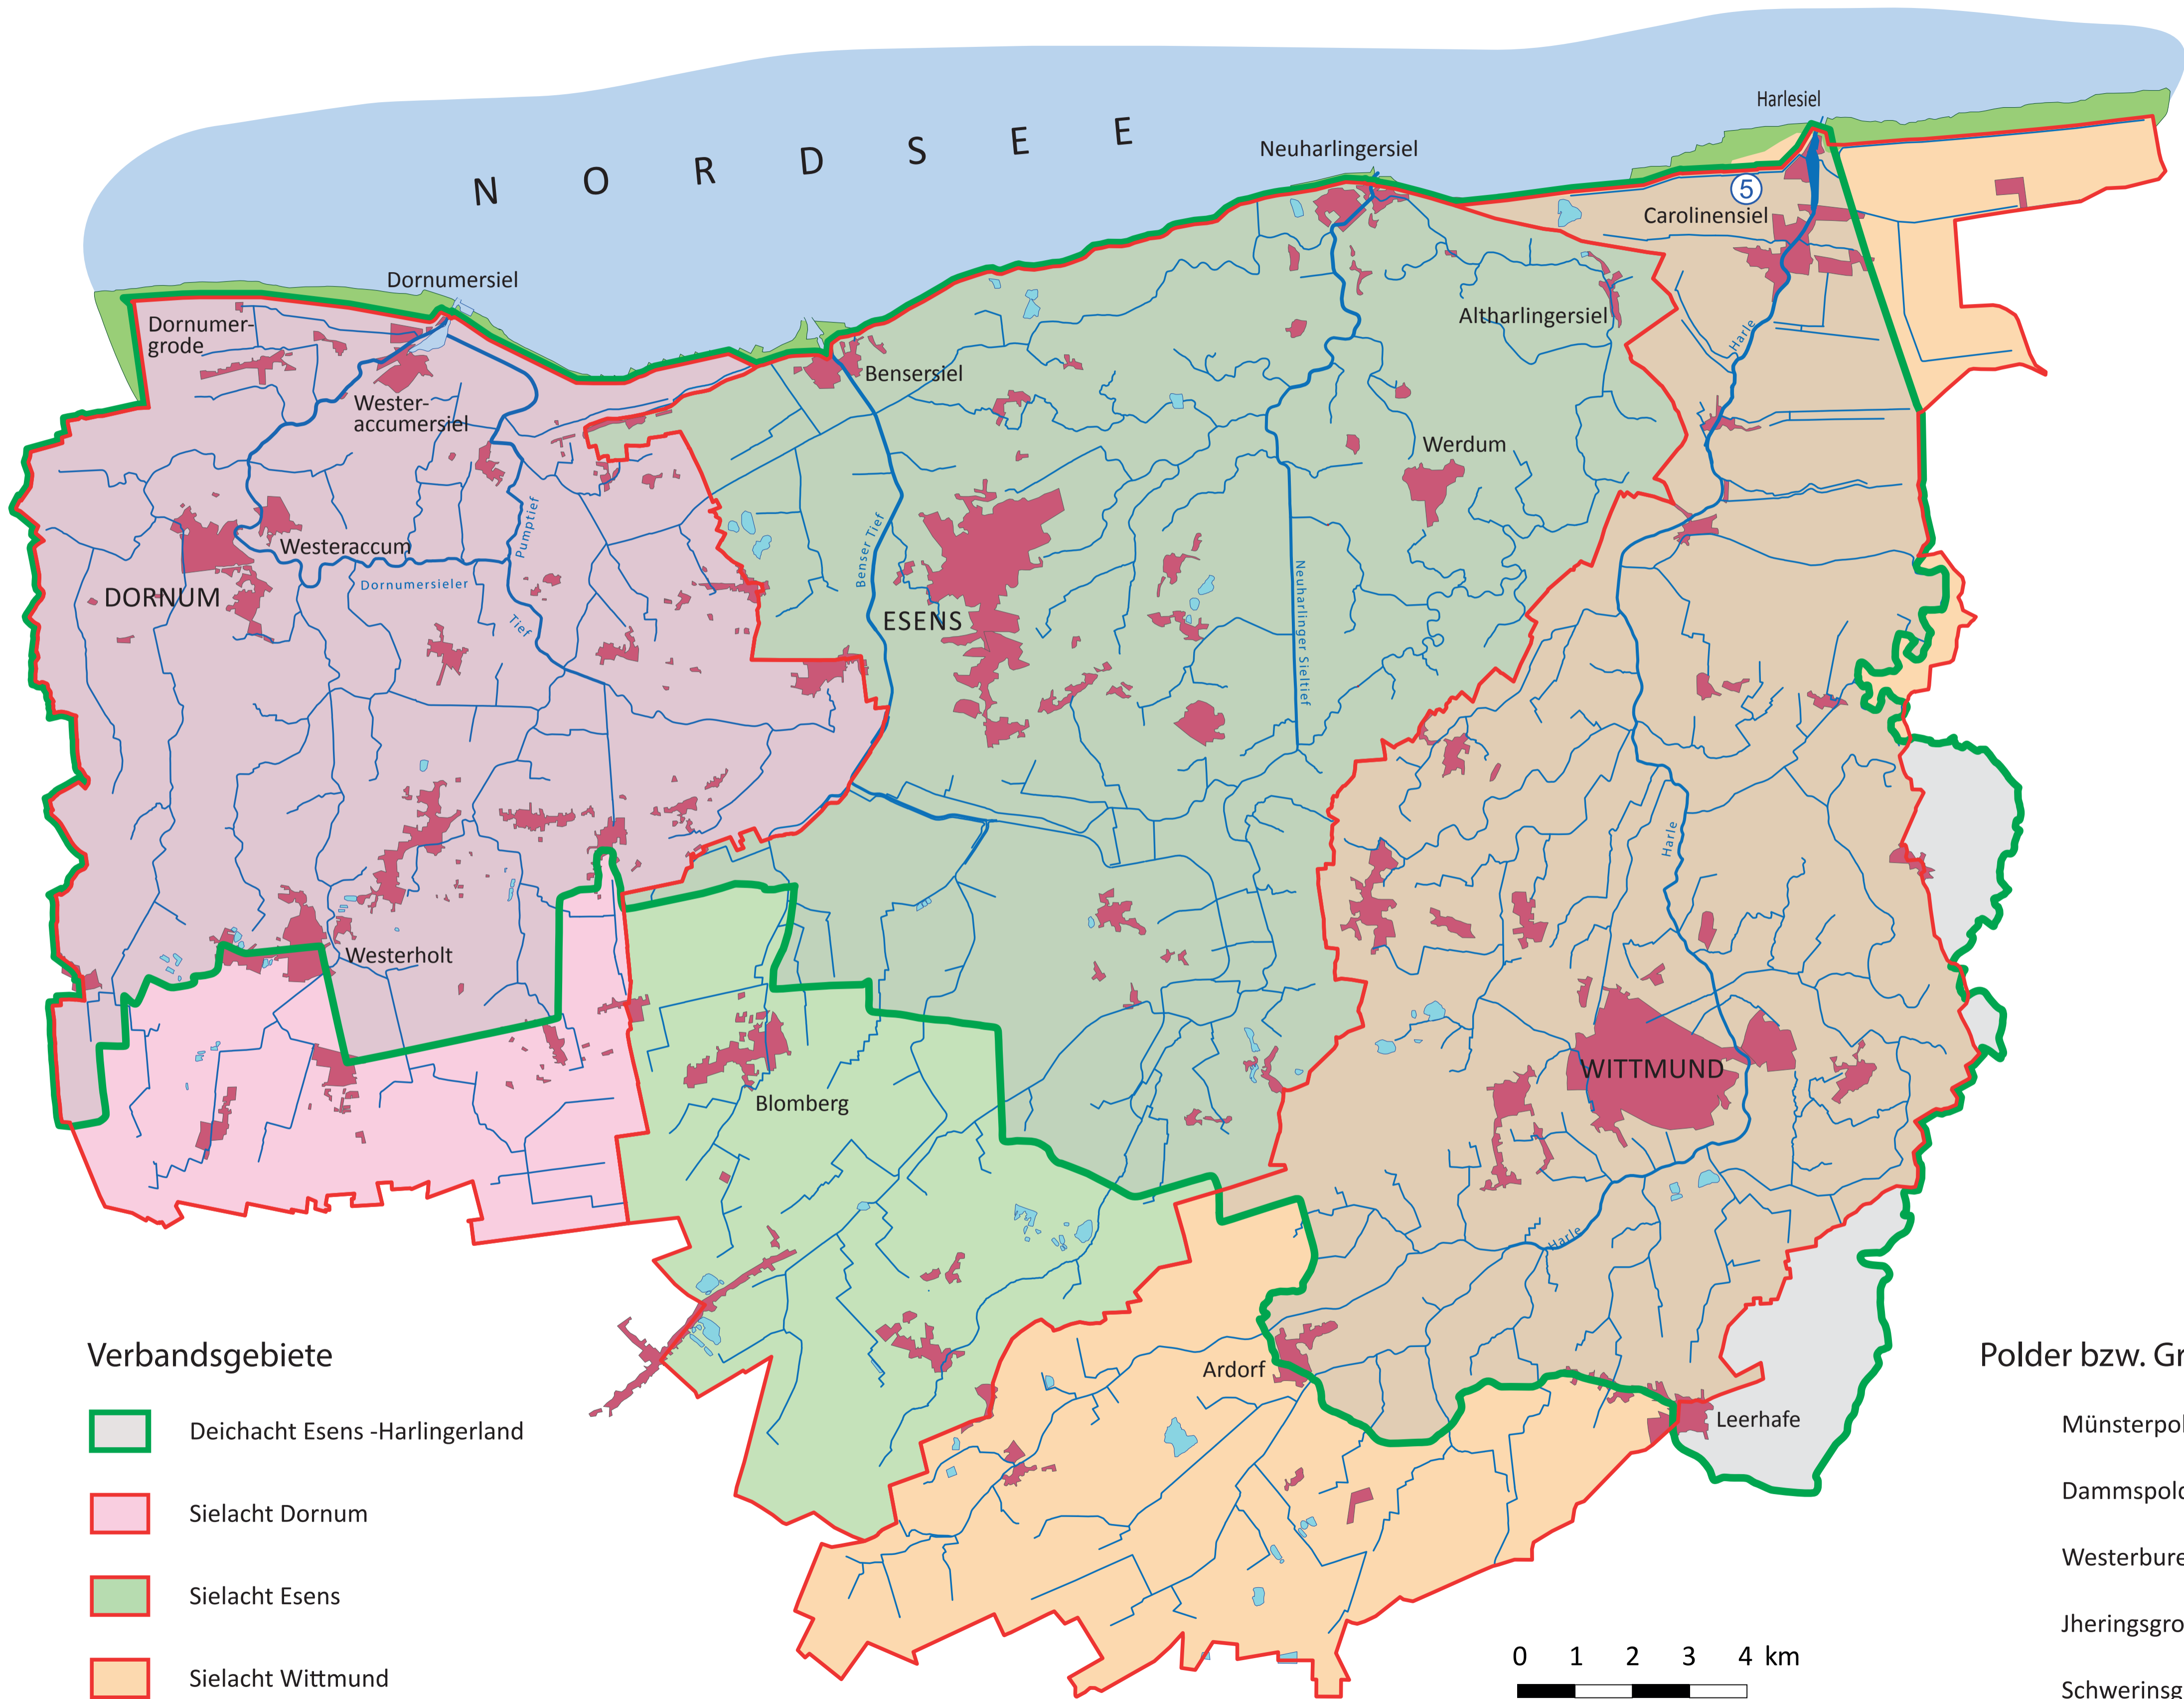 Harlesiel
N O R D S E E
Neuharlingersiel
5
Carolinensiel
Dornumersiel
Dornumer-
grode
Altharlingersiel
Harle
Bensersiel
Wester-
accumersiel
Werdum
Pumptief
Benser Tief
Westeraccum
Dornumersieler
Tief
DORNUM
ESENS
Neuharlinger Sieltief
Harle
Westerholt
WITTMUND
Blomberg
Harle
Ardorf
Leerhafe
Verbandsgebiete
Deichacht Esens -Harlingerland
Sielacht Dornum
Sielacht Esens
Sielacht Wittmund
0 1 2 3 4 km
Polder bzw. Gr
Münsterpol
Dammspold
Westerbure
Jheringsgro
Schwerinsg